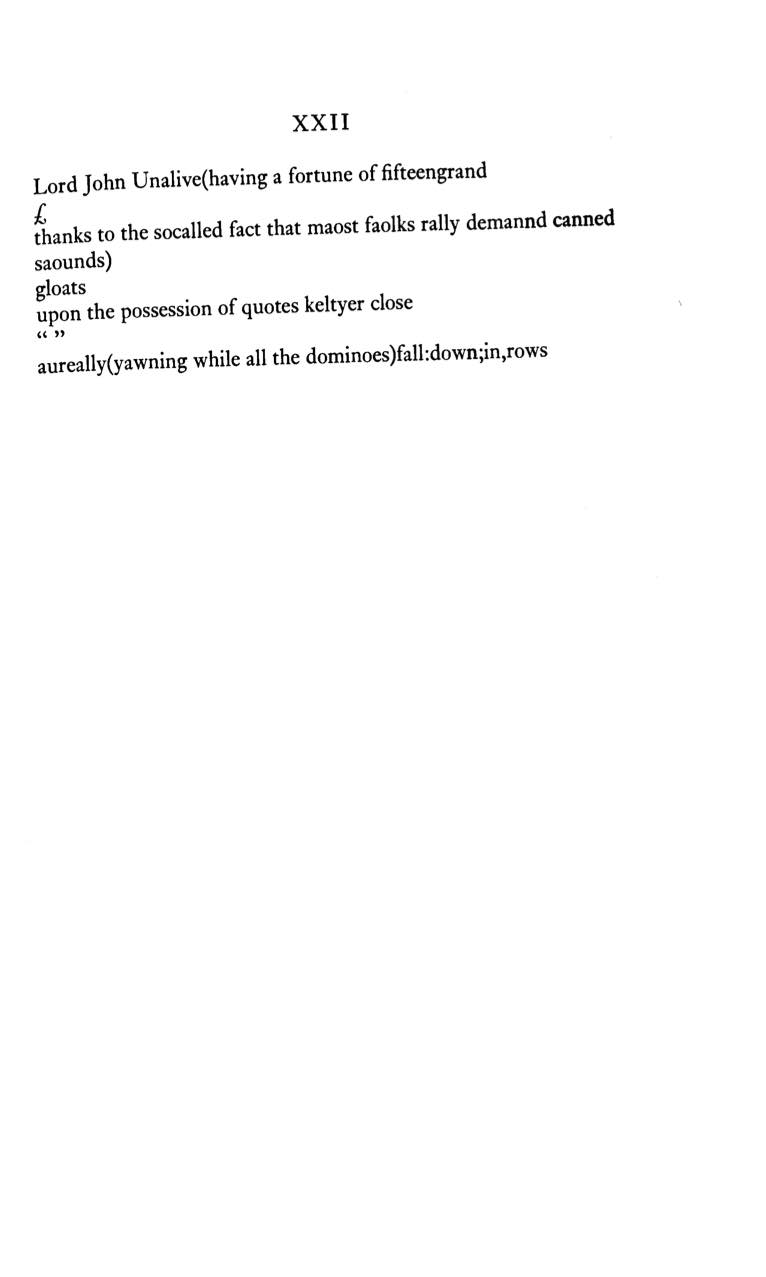 XXII
Lord John Unalive(having a fortune of fifteengrand
£
thanks to the socalled fact that maost faolks rally demannd canned
saounds)
gloats
upon the possession of quotes keltyer close
“ ”
aureally(yawning while all the dominoes)fall:down;in,rows